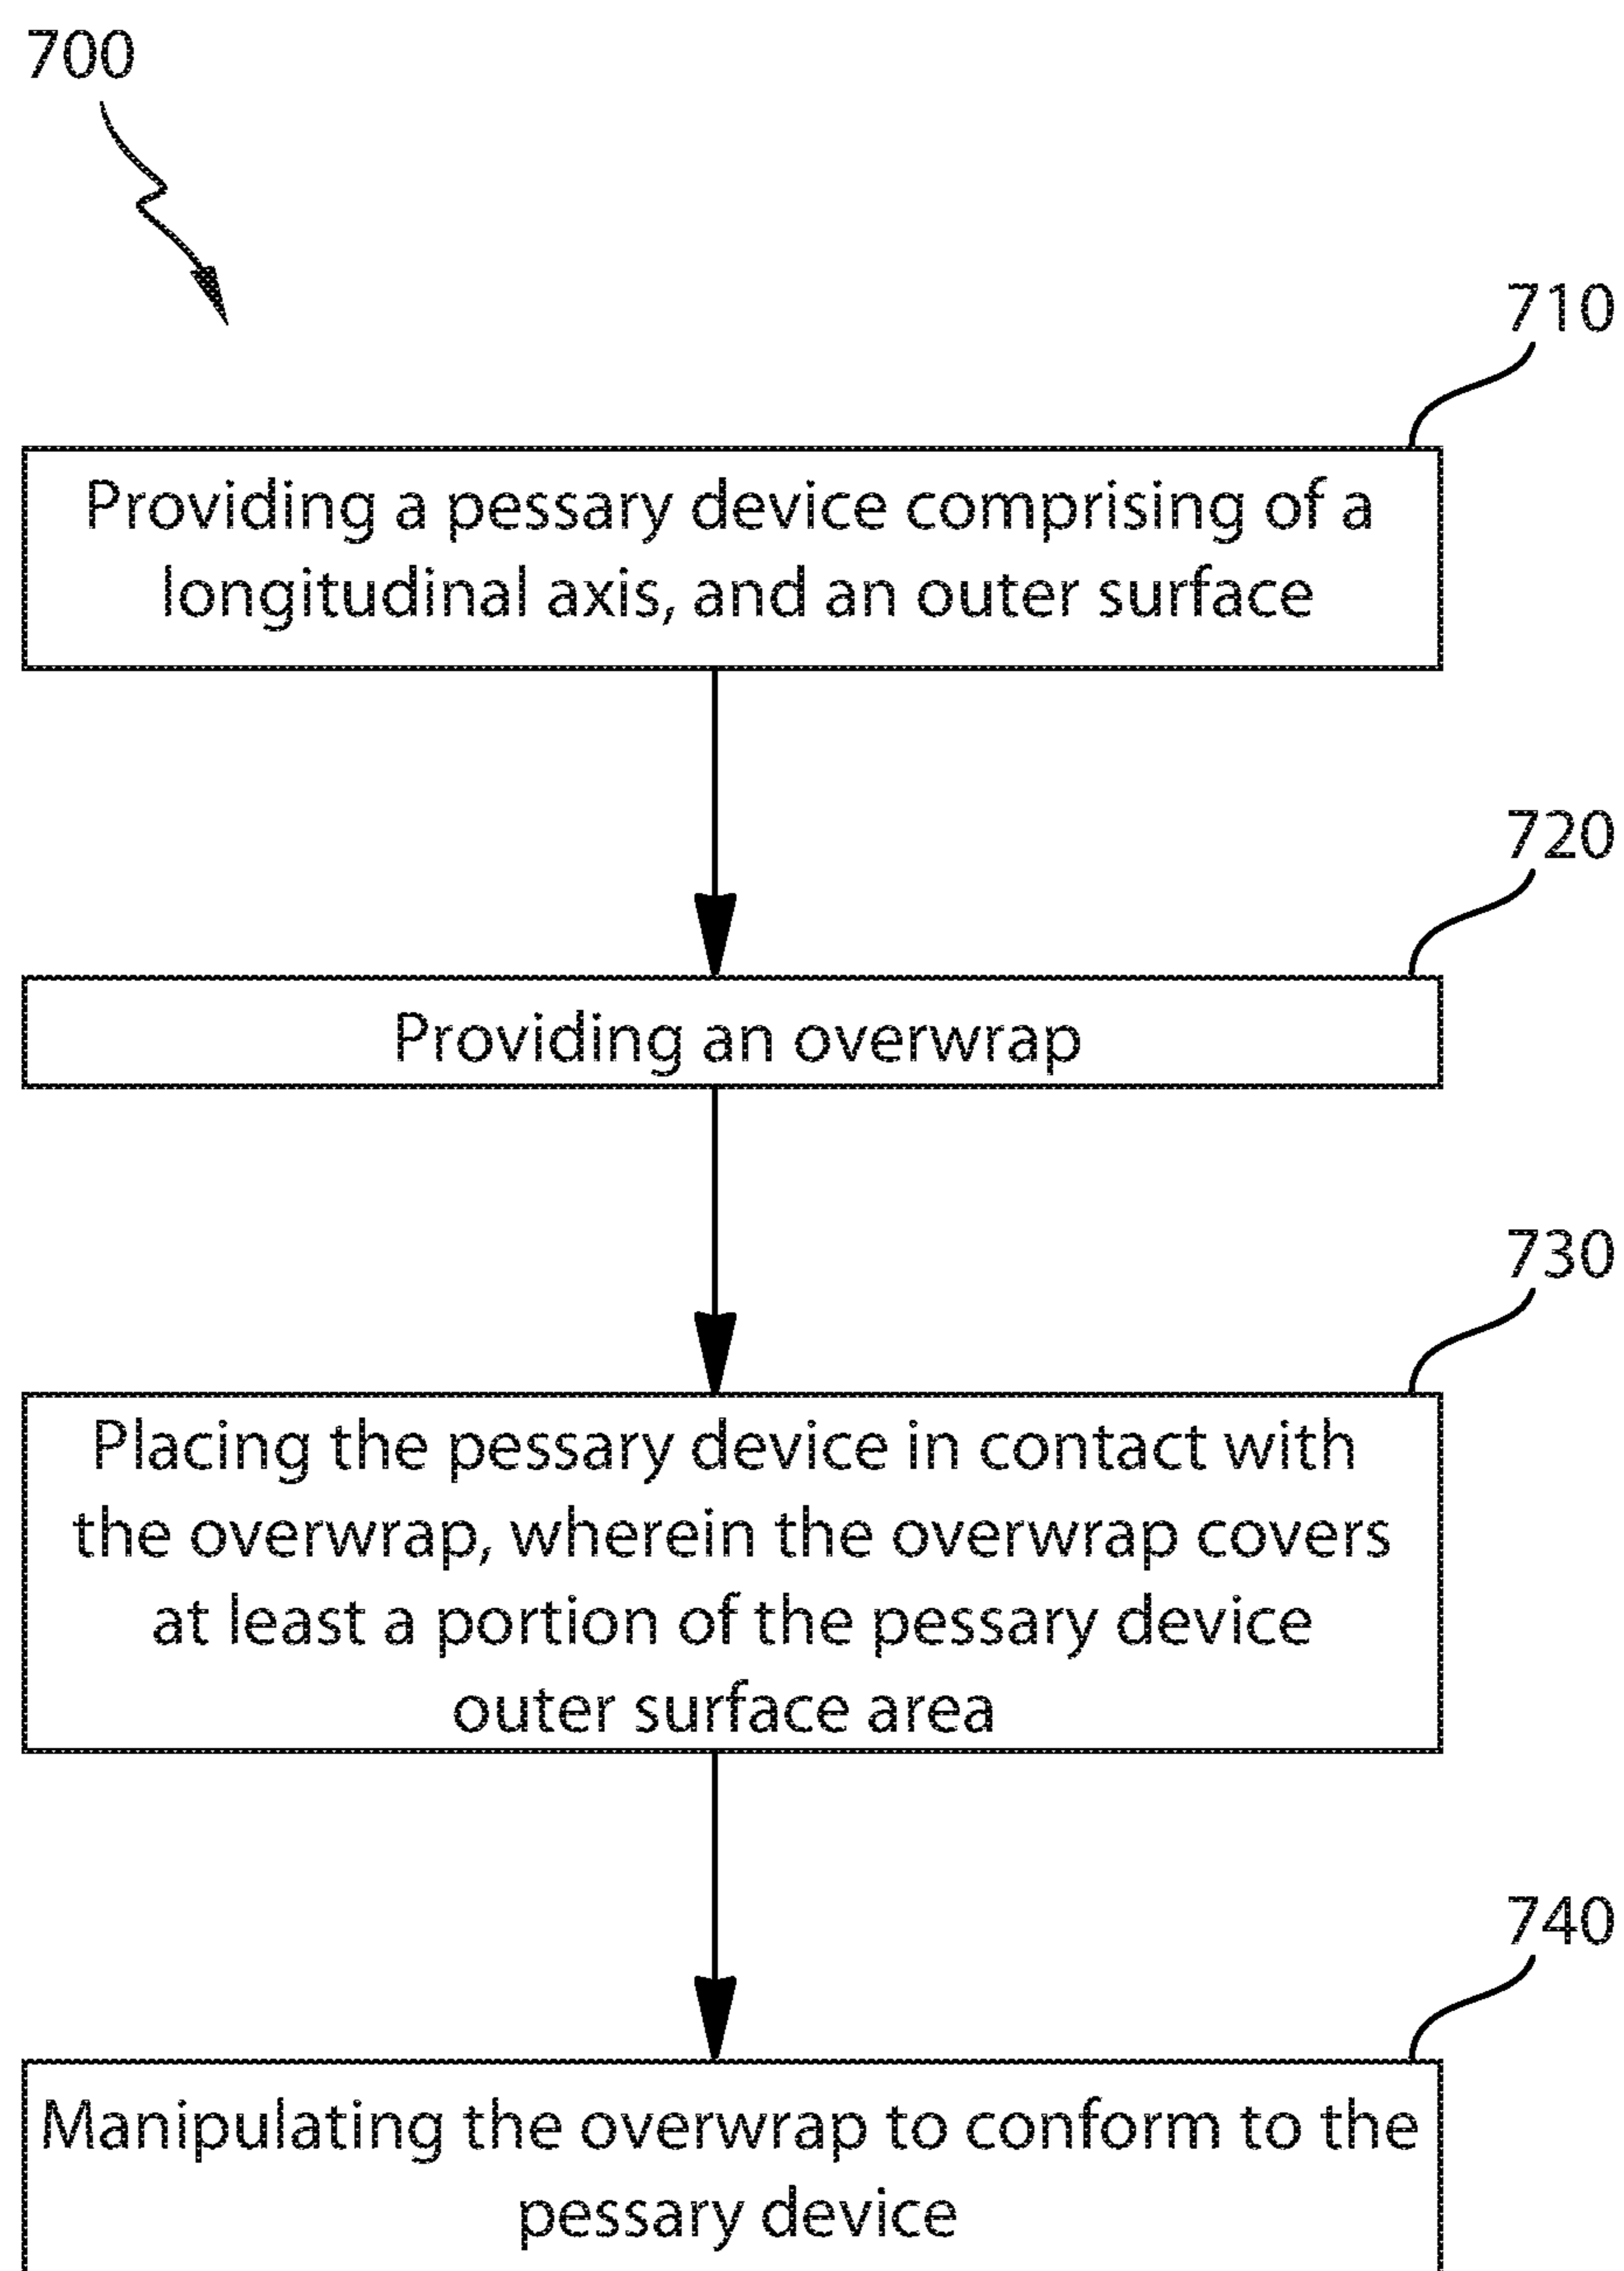 700
710
Providing a pessary device comprising of a
longitudinal axis, and an outer surface
720
Providing an overwrap
730
Placing the pessary device in contact with
the overwrap, wherein the overwrap covers
at least a portion of the pessary device
outer surface area
740
Manipulating the overwrap to conform to the
pessary device